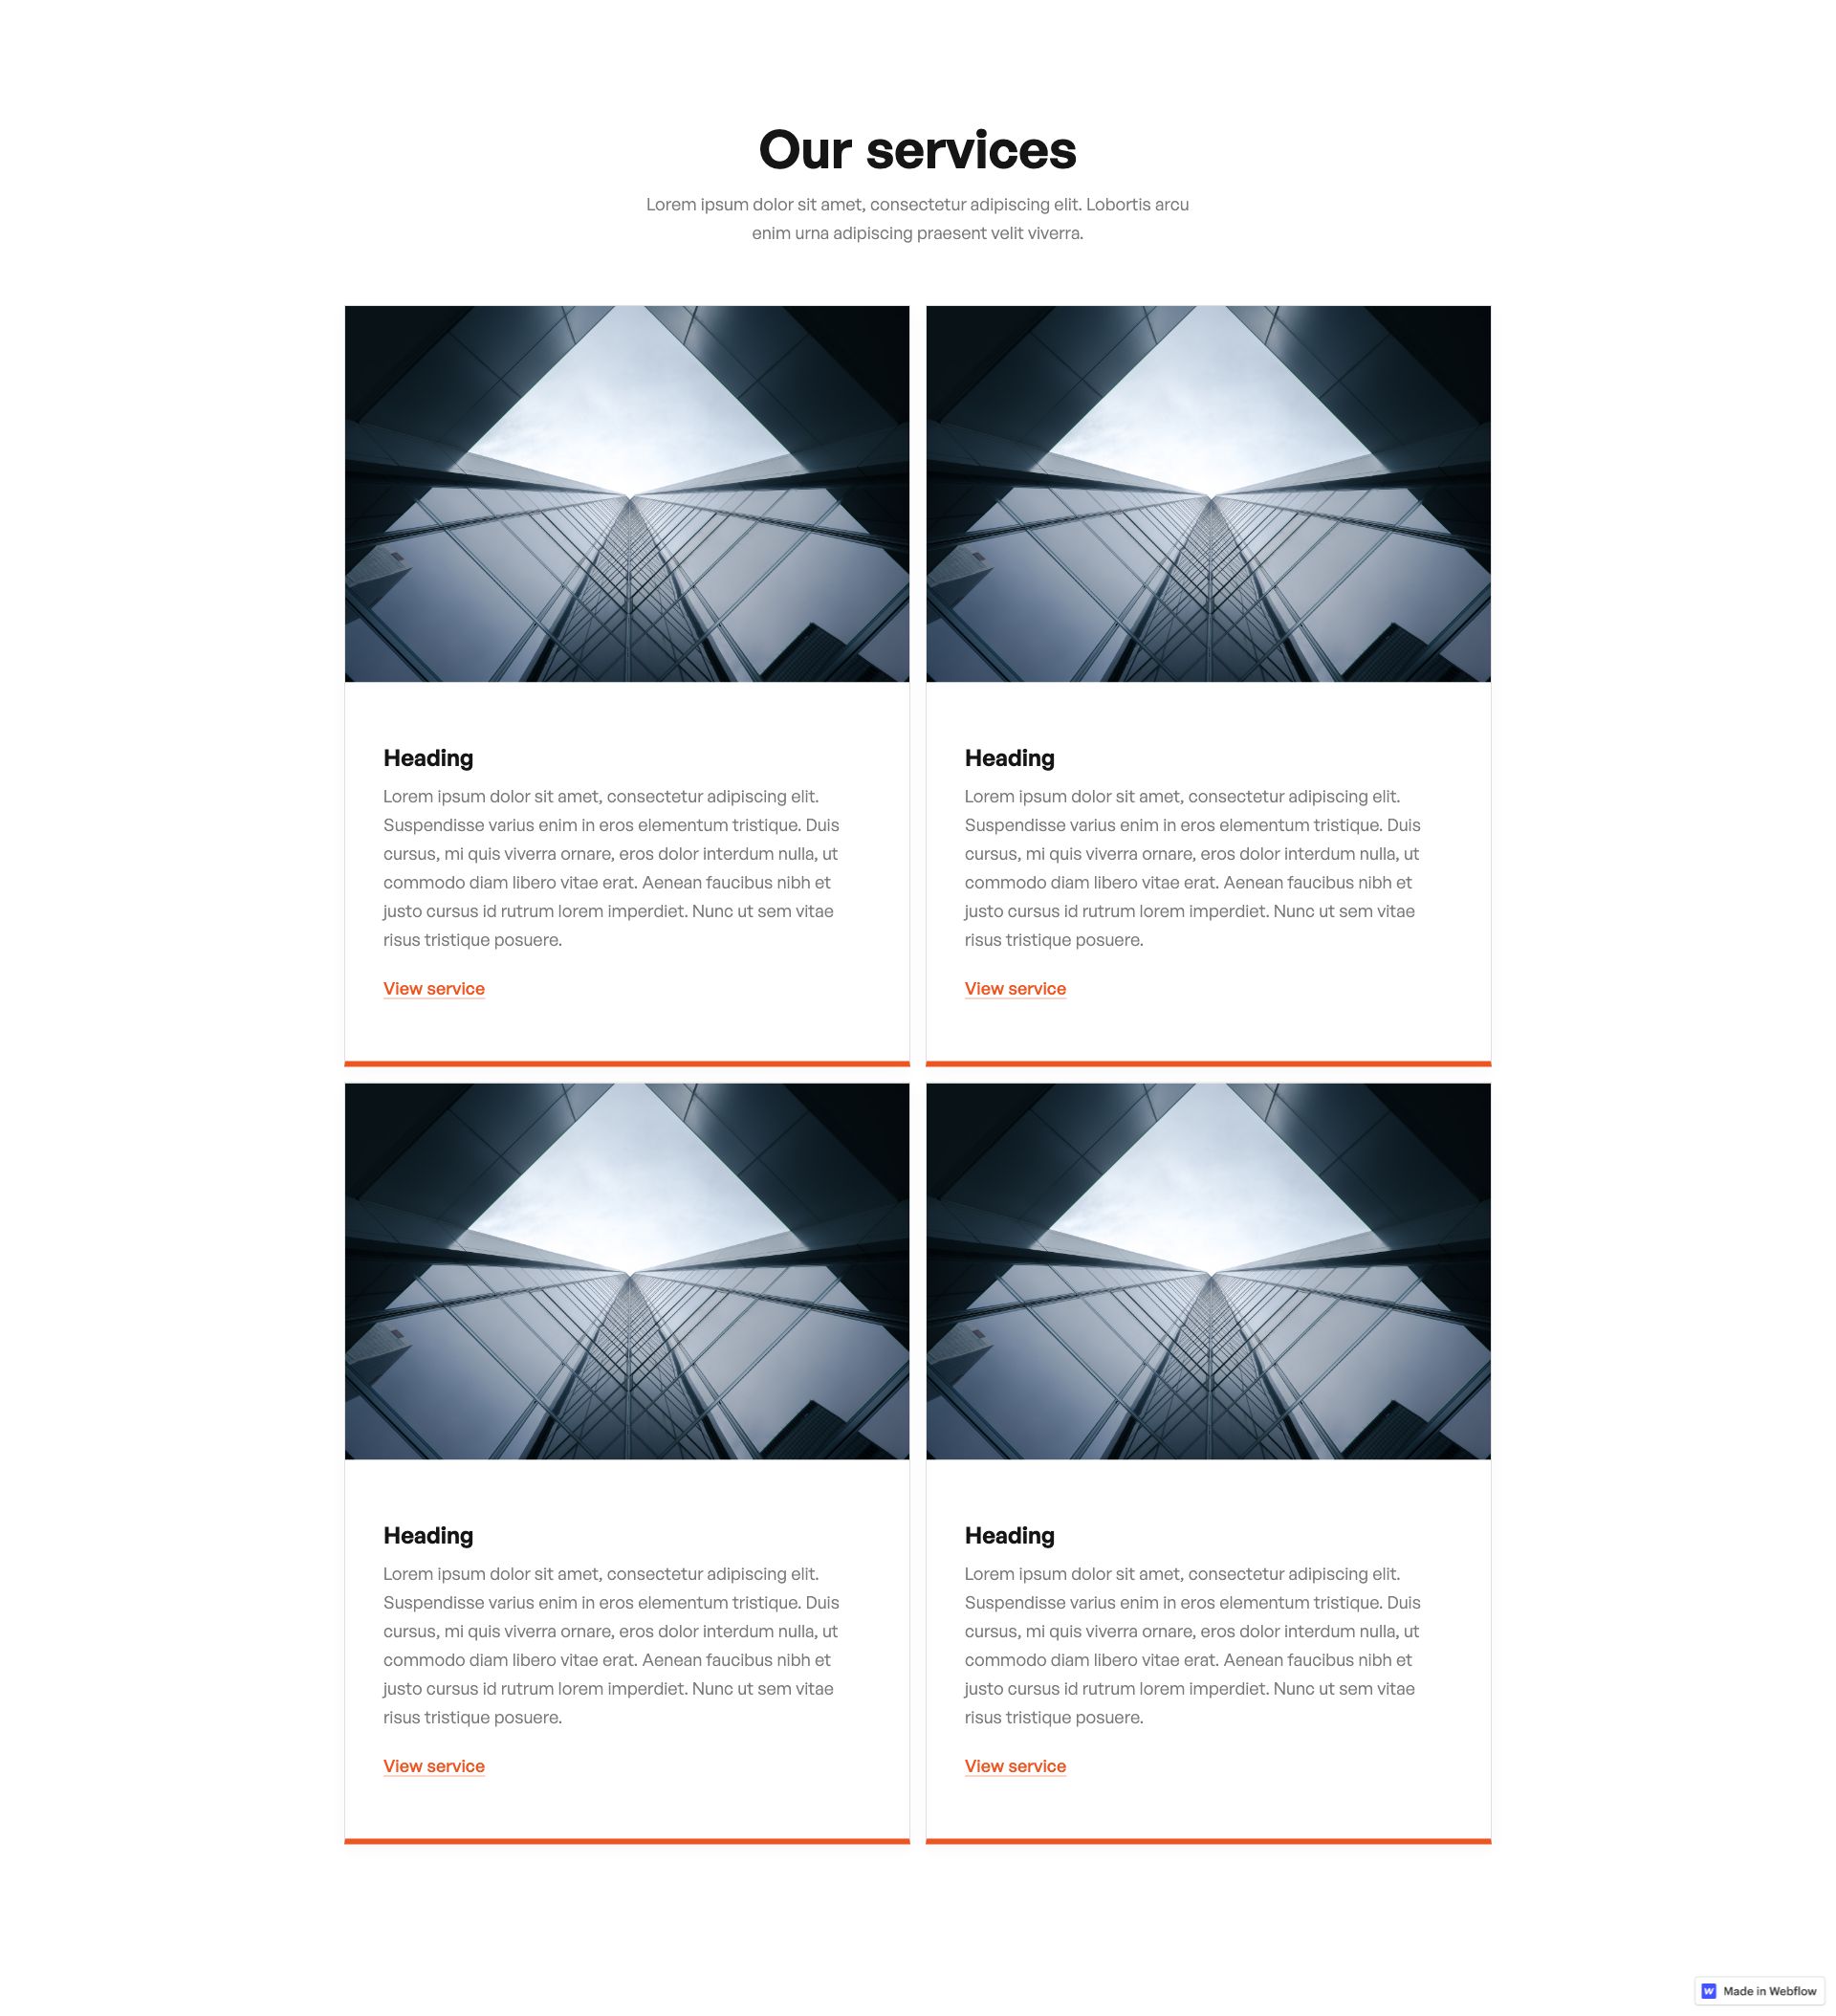 Our services
Lorem ipsum dolor sit amet, consectetur adipiscing elit. Lobortis arcu
enim urna adipiscing praesent velit viverra.
Heading
Lorem ipsum dolor sit amet, consectetur adipiscing elit.
Suspendisse varius enim in eros elementum tristique. Duis
cursus, mi quis viverra ornare, eros dolor interdum nulla, ut
commodo diam libero vitae erat. Aenean faucibus nibh et
justo cursus id rutrum lorem imperdiet. Nunc ut sem vitae
risus tristique posuere.
View service
Heading
Lorem ipsum dolor sit amet, consectetur adipiscing elit.
Suspendisse varius enim in eros elementum tristique. Duis
cursus, mi quis viverra ornare, eros dolor interdum nulla, ut
commodo diam libero vitae erat. Aenean faucibus nibh et
justo cursus id rutrum lorem imperdiet. Nunc ut sem vitae
risus tristique posuere.
View service
Heading
Lorem ipsum dolor sit amet, consectetur adipiscing elit.
Suspendisse varius enim in eros elementum tristique. Duis
cursus, mi quis viverra ornare, eros dolor interdum nulla, ut
commodo diam libero vitae erat. Aenean faucibus nibh et
justo cursus id rutrum lorem imperdiet. Nunc ut sem vitae
risus tristique posuere.
View service
Heading
Lorem ipsum dolor sit amet, consectetur adipiscing elit.
Suspendisse varius enim in eros elementum tristique. Duis
cursus, mi quis viverra ornare, eros dolor interdum nulla, ut
commodo diam libero vitae erat. Aenean faucibus nibh et
justo cursus id rutrum lorem imperdiet. Nunc ut sem vitae
risus tristique posuere.
View service
Made in Webflow